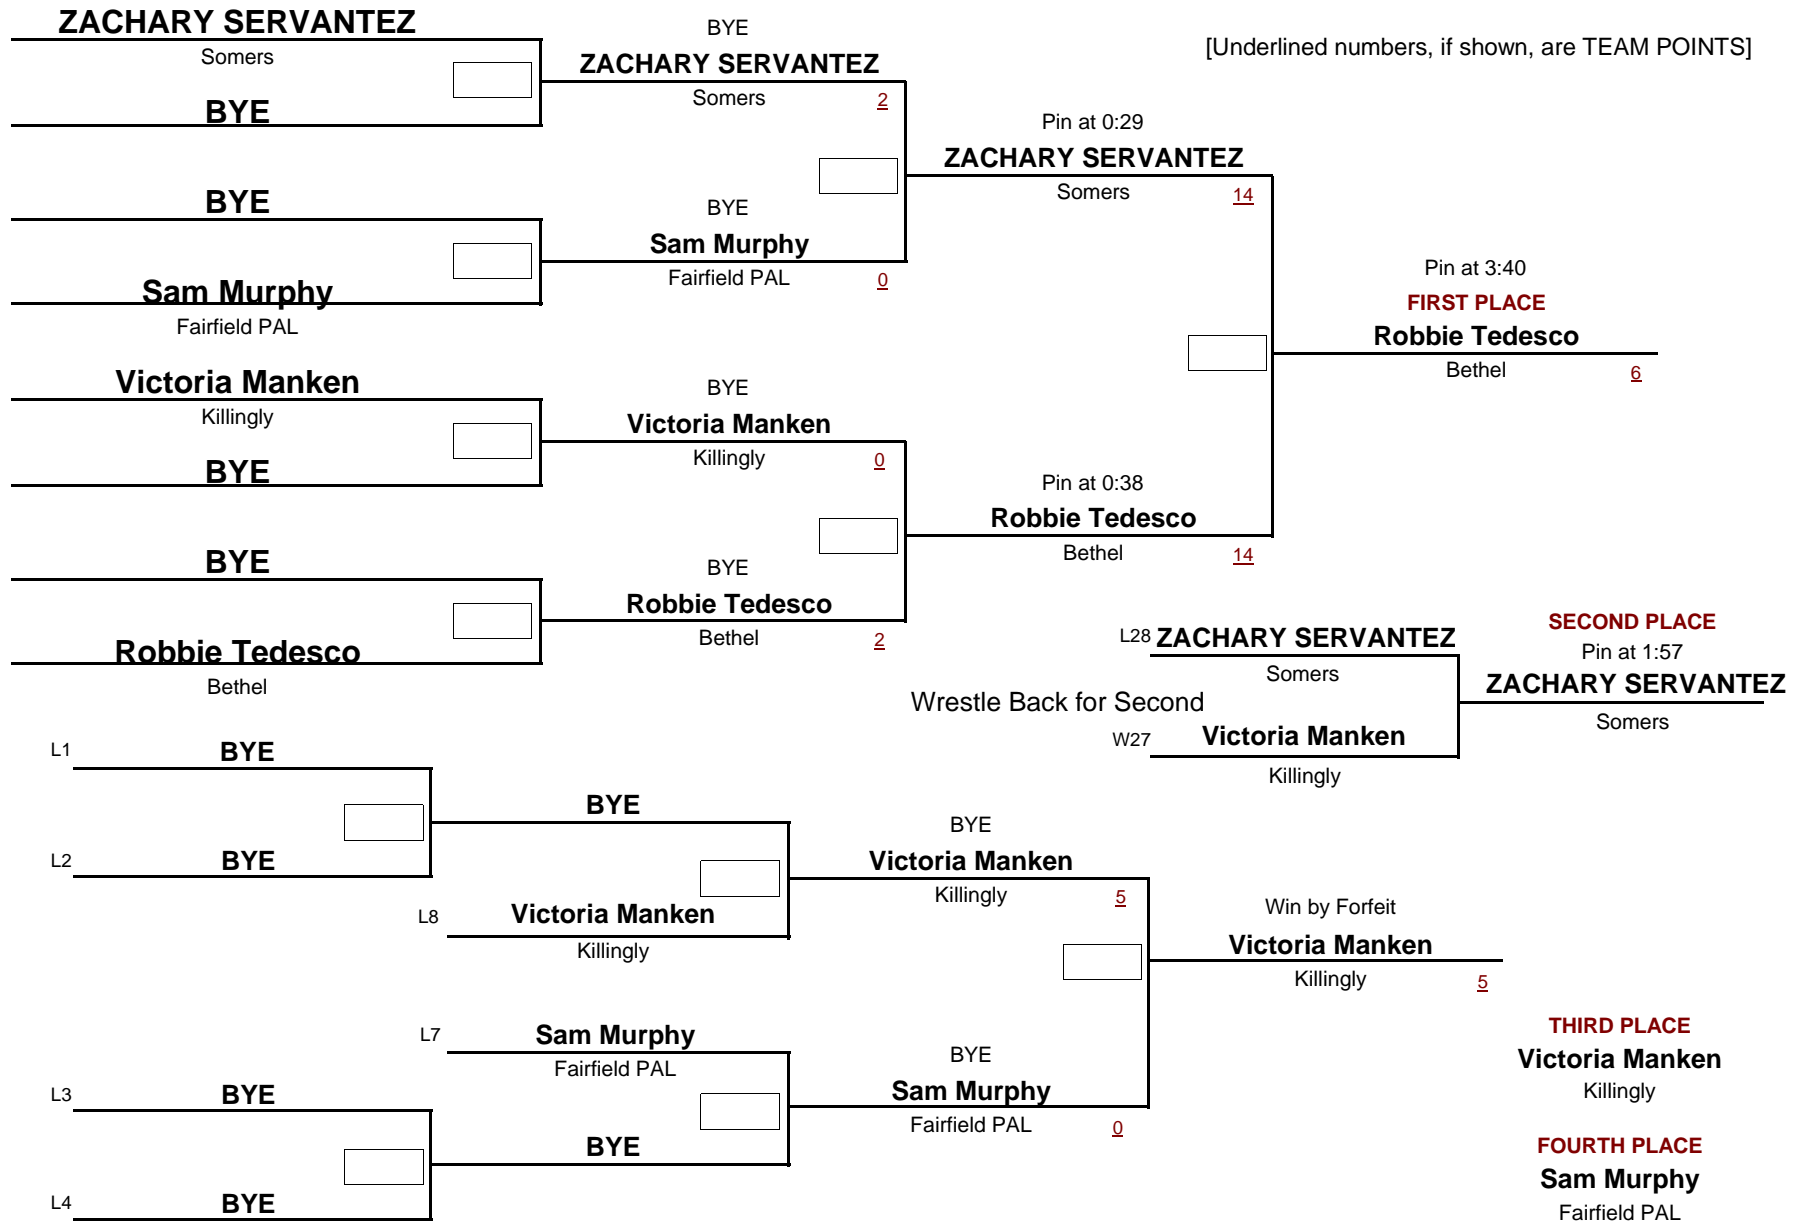 ZACHARY SERVANTEZ
Somers
BYE
BYE
Sam Murphy
Fairfield PAL
Victoria Manken
Killingly
BYE
BYE
Robbie Tedesco
Bethel
BYE
ZACHARY SERVANTEZ
Somers
2
BYE
Sam Murphy
Fairfield PAL
0
BYE
Victoria Manken
Killingly
0
BYE
Robbie Tedesco
Bethel
2
Pin at 0:29
ZACHARY SERVANTEZ
Somers
14
Pin at 0:38
Robbie Tedesco
Bethel
14
[Underlined numbers, if shown, are TEAM POINTS]
Pin at 3:40
FIRST PLACE
Robbie Tedesco
Bethel
6
L28 ZACHARY SERVANTEZ
Somers
Wrestle Back for Second
W27 Victoria Manken
Killingly
SECOND PLACE
Pin at 1:57
ZACHARY SERVANTEZ
Somers
L1 BYE
L2 BYE
BYE
L8 Victoria Manken
Killingly
L7 Sam Murphy
Fairfield PAL
L3 BYE
BYE
L4 BYE
BYE
Victoria Manken
Killingly
5
BYE
Sam Murphy
Fairfield PAL
0
Win by Forfeit
Victoria Manken
Killingly
5
THIRD PLACE
Victoria Manken
Killingly
FOURTH PLACE
Sam Murphy
Fairfield PAL